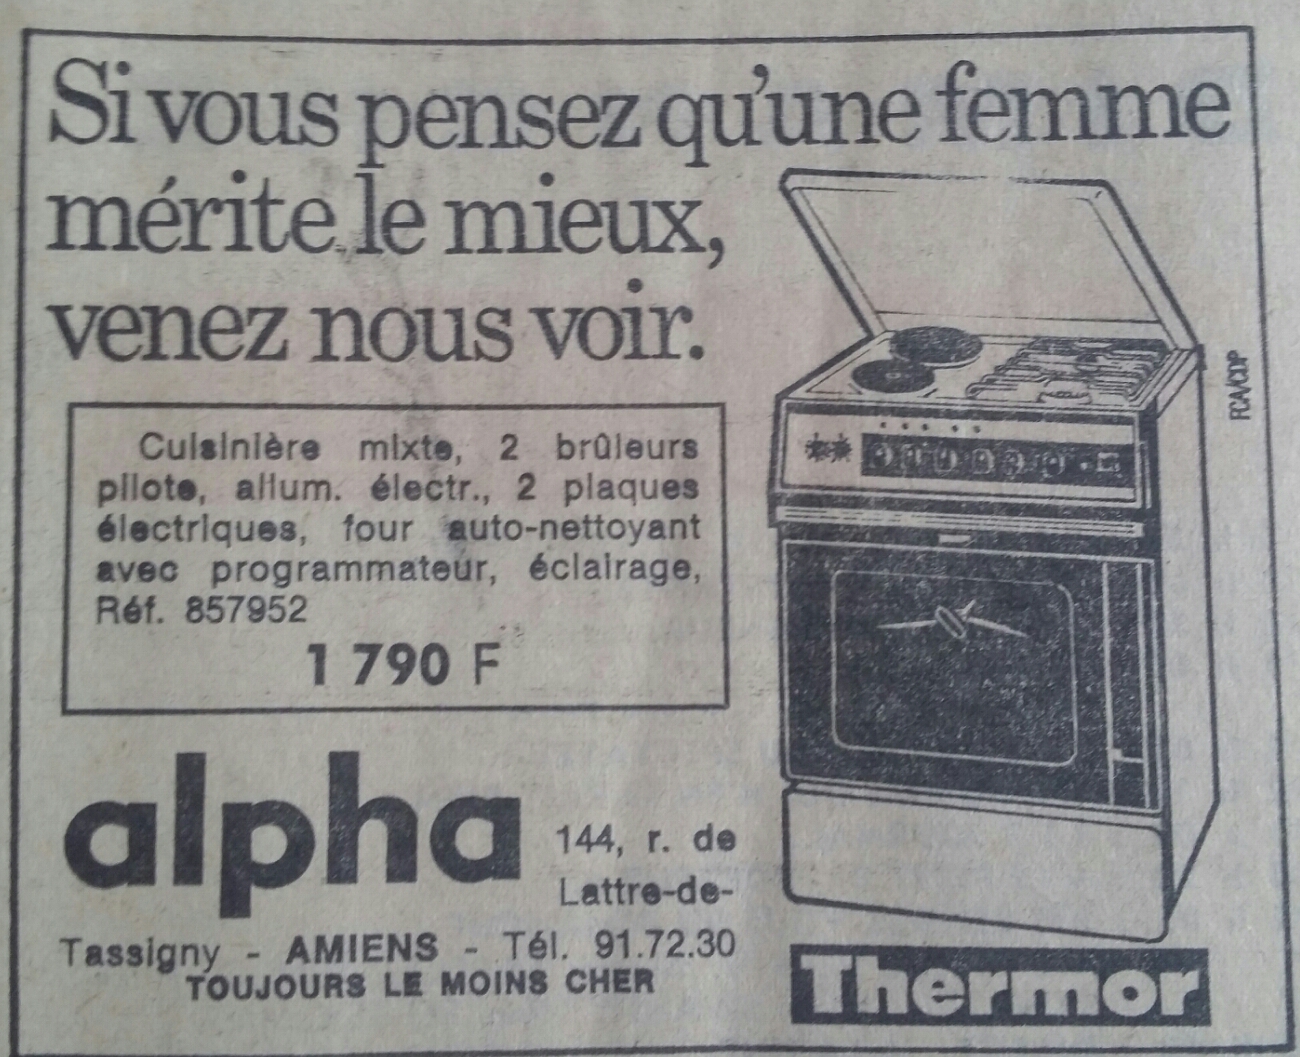 Si vous pensez qu'une femme
mérite le mieux,
venez nous voir.
Cuisinière mixte, 2 brûleurs
pilote, allum. électr., 2 plaques
électriques, four auto-nettoyant
avec programmateur, éclairage,
Réf. 857952
1 790 F
alpha
144, r. de
Lattre-de-
Tassigny - AMIENS - Tél. 91.72.30
TOUJOURS LE MOINS CHER
FCA/CDP
Thermor